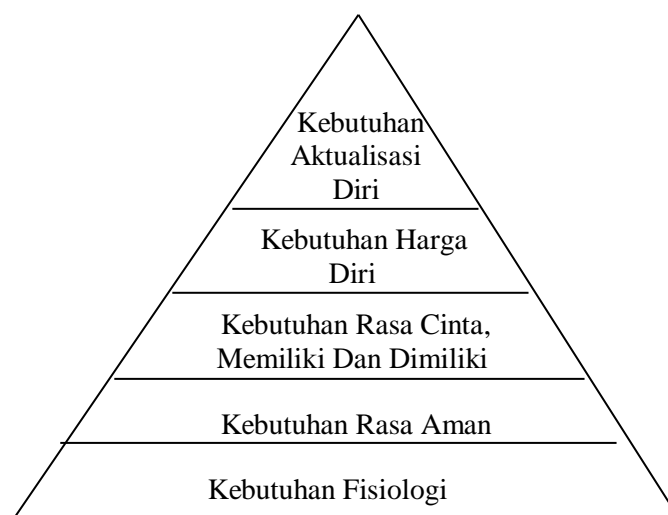 Kebutuhan
Aktualisasi
Diri
Kebutuhan Harga
Diri
Kebutuhan Rasa Cinta,
Memiliki Dan Dimiliki
Kebutuhan Rasa Aman
Kebutuhan Fisiologi